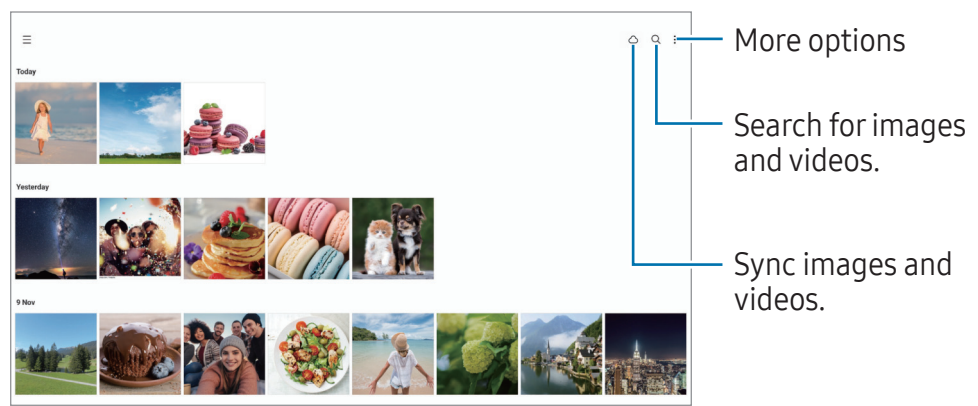 More options
Today
Search for images
and videos.
Yesterday
Sync images and
videos.
9 Nov